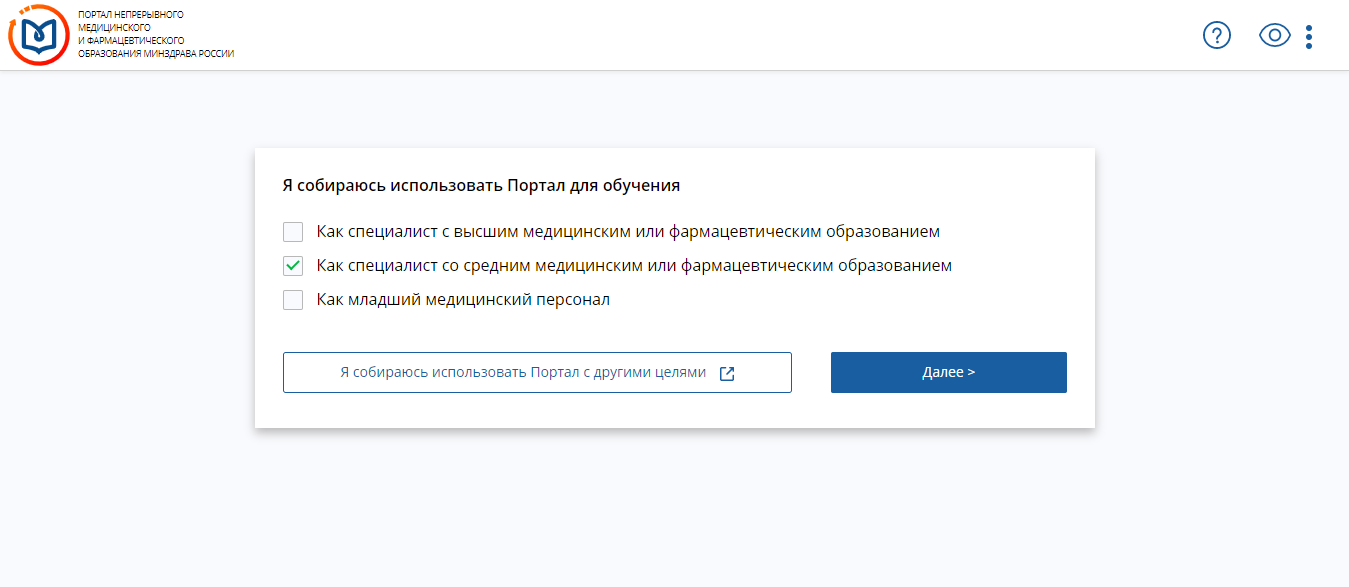 ПОРТАЛ НЕПРЕРЫВНОГО
МЕДИЦИНСКОГО
И ФАРМАЦЕВТИЧЕСКОГО
ОБРАЗОВАНИЯ МИНЗДРАВА РОССИИ
?
Я собираюсь использовать Портал для обучения
Как специалист с высшим медицинским или фармацевтическим образованием
Как специалист со средним медицинским или фармацевтическим образованием
Как младший медицинский персонал
Я собираюсь использовать Портал с другими целями
Далее >